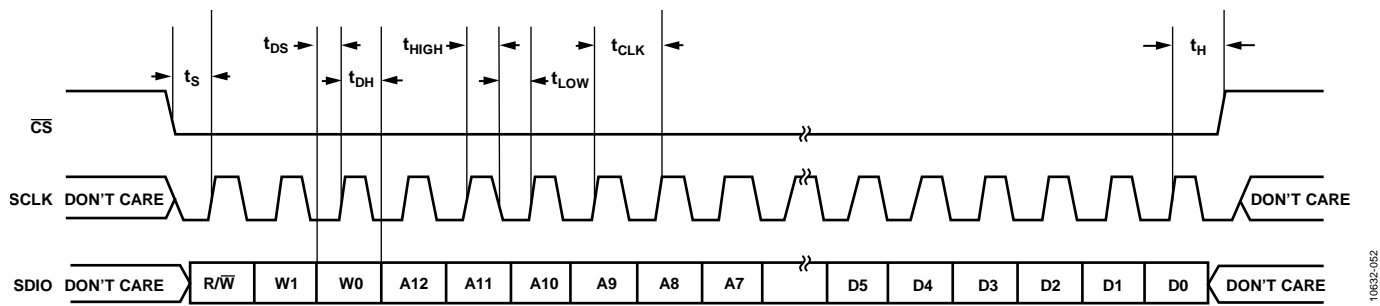 tDS
tHIGH
tCLK
tH
tS
tDH
tLOW
CS
SCLK DON'T CARE
DON'T CARE
SDIO DON'T CARE R/W W1 W0 A12 A11 A10 A9 A8 A7 D5 D4 D3 D2 D1 D0 DON'T CARE
10632-052